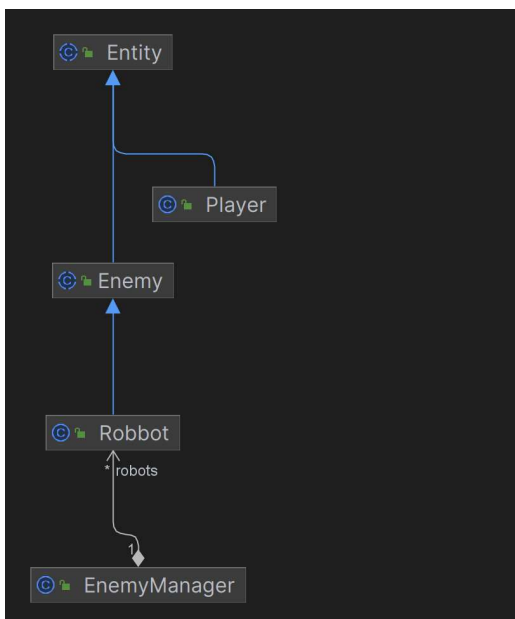 C Entity
C Player
C Enemy
C Robbot
* robots
1
C EnemyManager